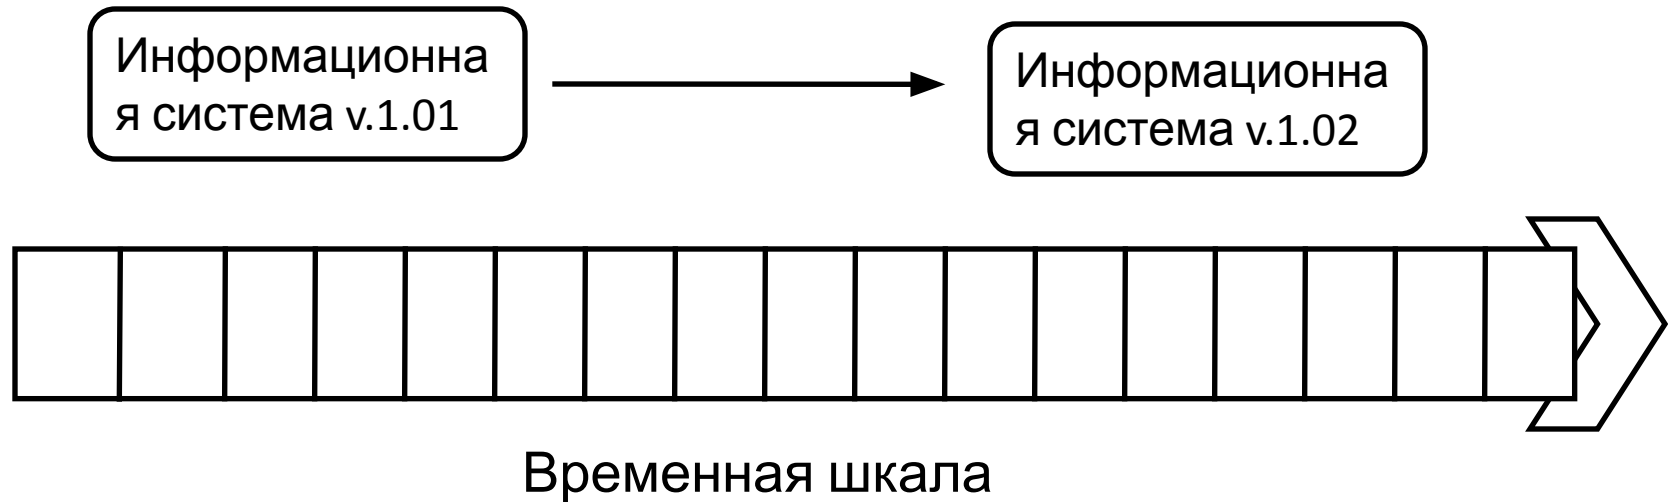 Информационна
я система v.1.01
Информационна
я система v.1.02
Временная шкала